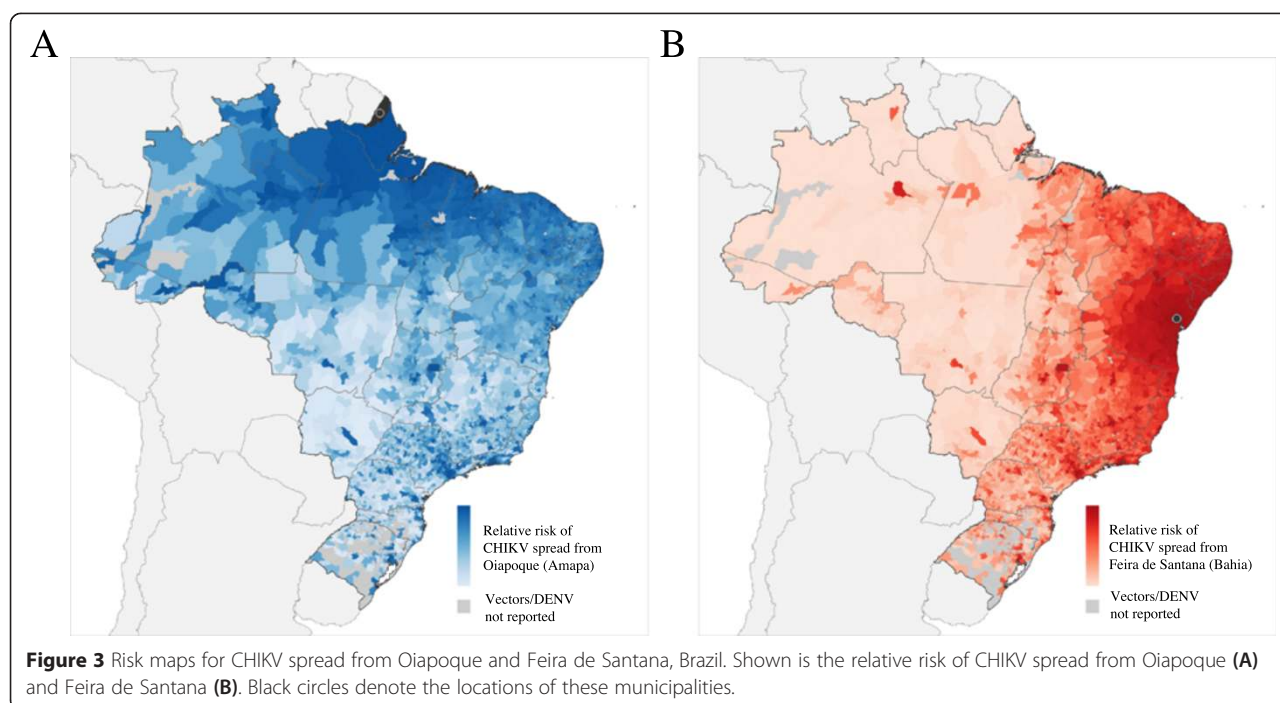 A
B
Relative risk of
CHIKV spread from
Oiapoque (Amapa)
Vectors/DENV
not reported
Relative risk of
CHIKV spread from
Feira de Santana (Bahia)
Vectors/DENV
not reported
Figure 3 Risk maps for CHIKV spread from Oiapoque and Feira de Santana, Brazil. Shown is the relative risk of CHIKV spread from Oiapoque (A)
and Feira de Santana (B). Black circles denote the locations of these municipalities.